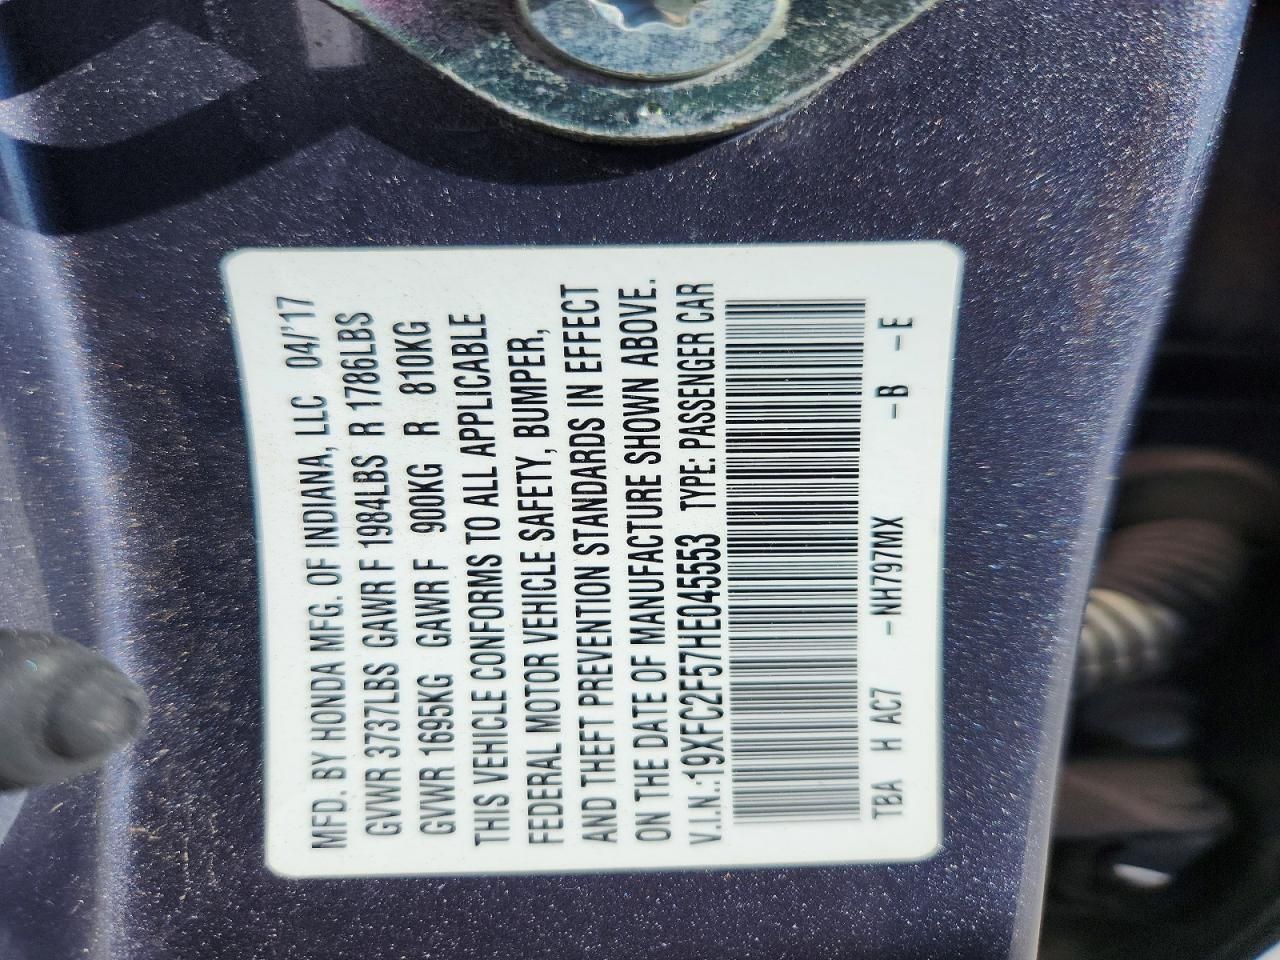 MFD. BY HONDA MFG. OF INDIANA, LLC 04/'17
GVWR 3737LBS GAWR F 1984LBS R 1786LBS
GVWR 1695KG GAWR F 900KG R 810KG
THIS VEHICLE CONFORMS TO ALL APPLICABLE
FEDERAL MOTOR VEHICLE SAFETY, BUMPER,
AND THEFT PREVENTION STANDARDS IN EFFECT
ON THE DATE OF MANUFACTURE SHOWN ABOVE.
V.I.N.:19XFC2F57HE045553 TYPE: PASSENGER CAR
TBA H AC7 -NH797MX -B -E